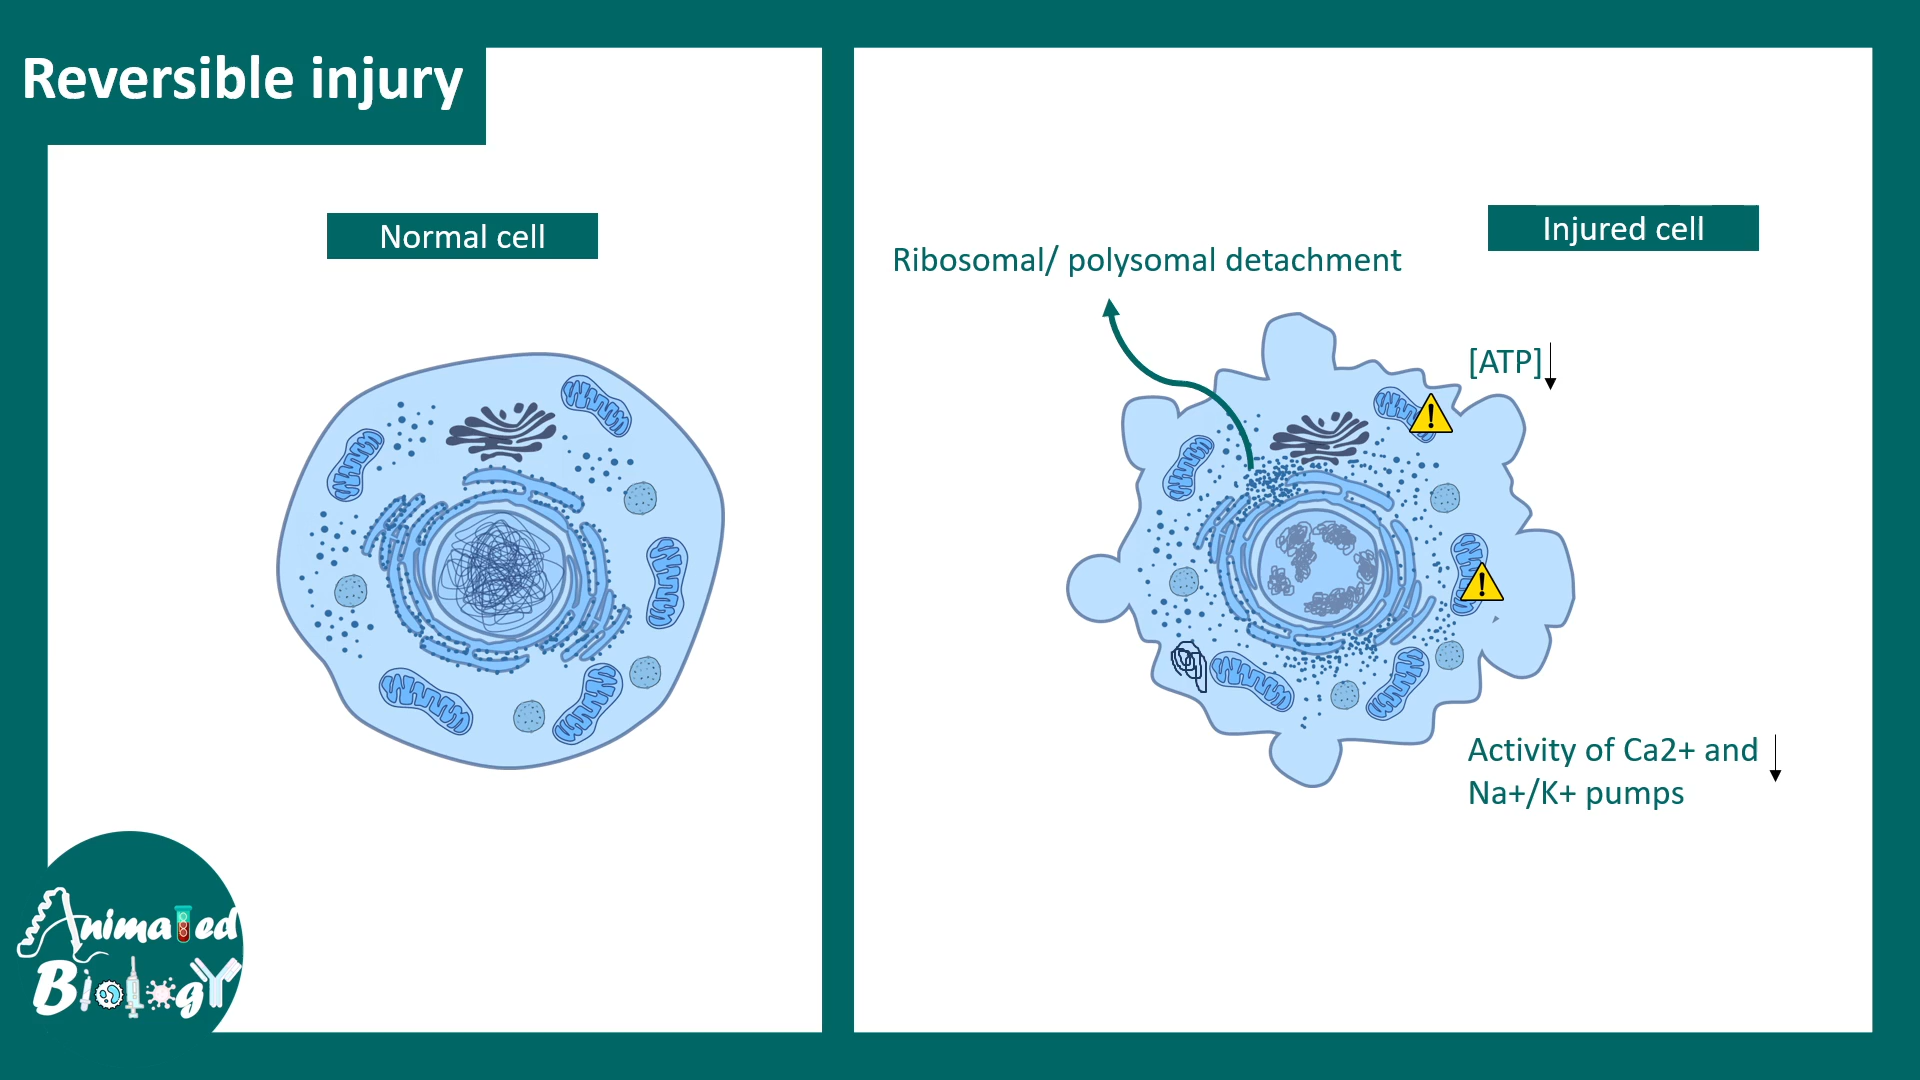 Reversible injury
Normal cell
Injured cell
Ribosomal/ polysomal detachment
[ATP]
Activity of Ca2+ and
Na+/K+ pumps
Animated
Biology